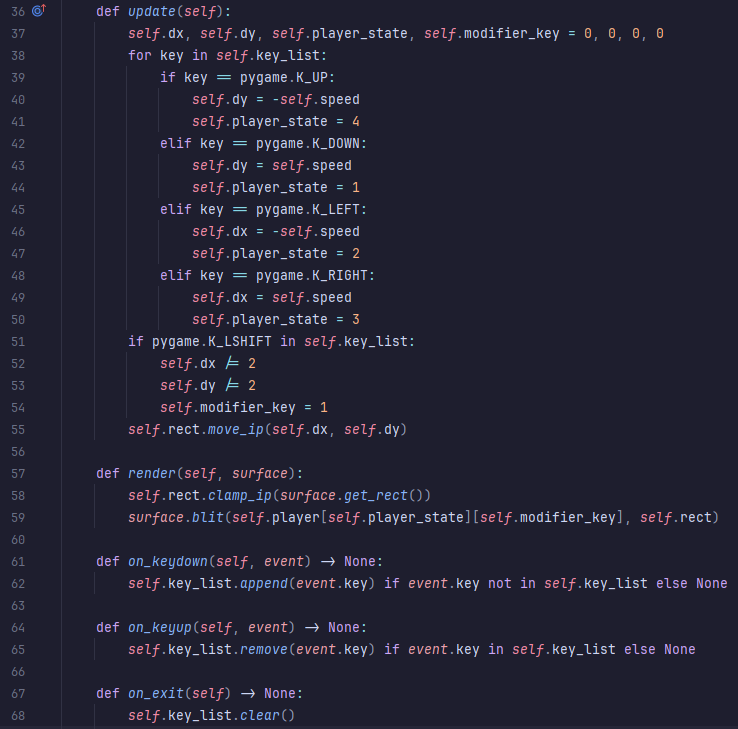 36 def update(self):
37 self.dx, self.dy, self.player_state, self.modifier_key = 0, 0, 0, 0
38 for key in self.key_list:
39 if key == pygame.K_UP:
40 self.dy = -self.speed
41 self.player_state = 4
42 elif key == pygame.K_DOWN:
43 self.dy = self.speed
44 self.player_state = 1
45 elif key == pygame.K_LEFT:
46 self.dx = -self.speed
47 self.player_state = 2
48 elif key == pygame.K_RIGHT:
49 self.dx = self.speed
50 self.player_state = 3
51 if pygame.K_LSHIFT in self.key_list:
52 self.dx /= 2
53 self.dy /= 2
54 self.modifier_key = 1
55 self.rect.move_ip(self.dx, self.dy)
56
57 def render(self, surface):
58 self.rect.clamp_ip(surface.get_rect())
59 surface.blit(self.player[self.player_state][self.modifier_key], self.rect)
60
61 def on_keydown(self, event) -> None:
62 self.key_list.append(event.key) if event.key not in self.key_list else None
63
64 def on_keyup(self, event) -> None:
65 self.key_list.remove(event.key) if event.key in self.key_list else None
66
67 def on_exit(self) -> None:
68 self.key_list.clear()